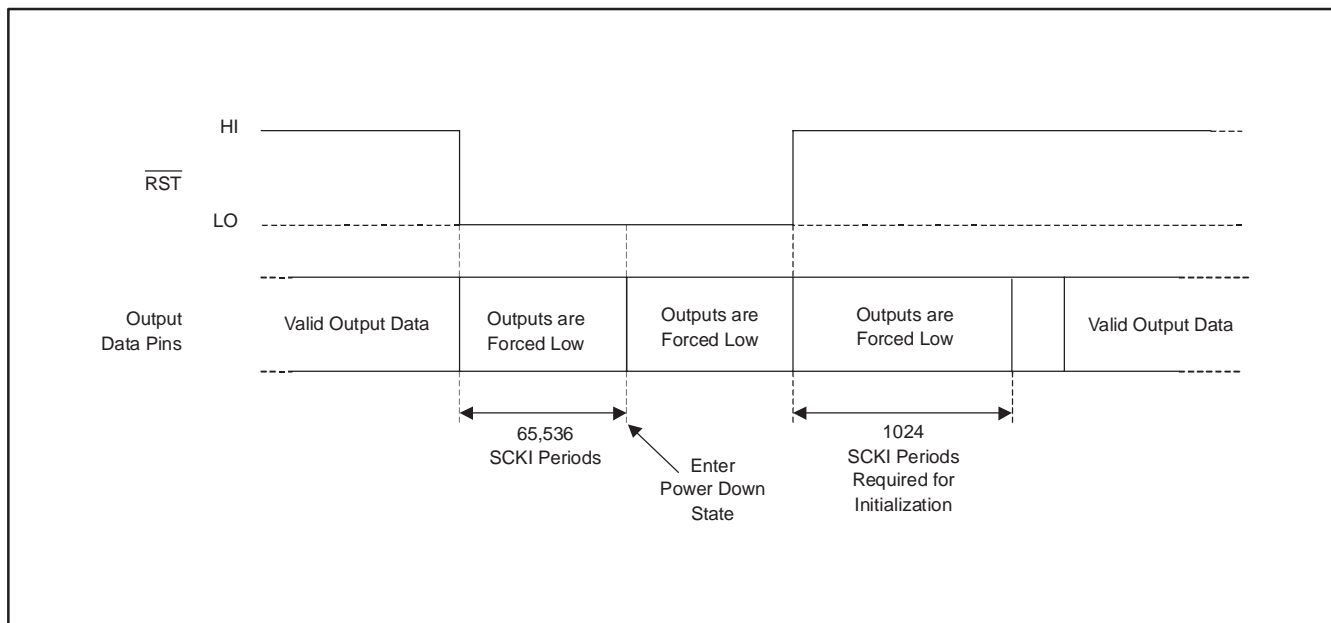 HI
RST
LO
Output
Data Pins
Valid Output Data
Outputs are
Forced Low
Outputs are
Forced Low
Outputs are
Forced Low
Valid Output Data
65,536
SCKI Periods
Enter
Power Down
State
1024
SCKI Periods
Required for
Initialization